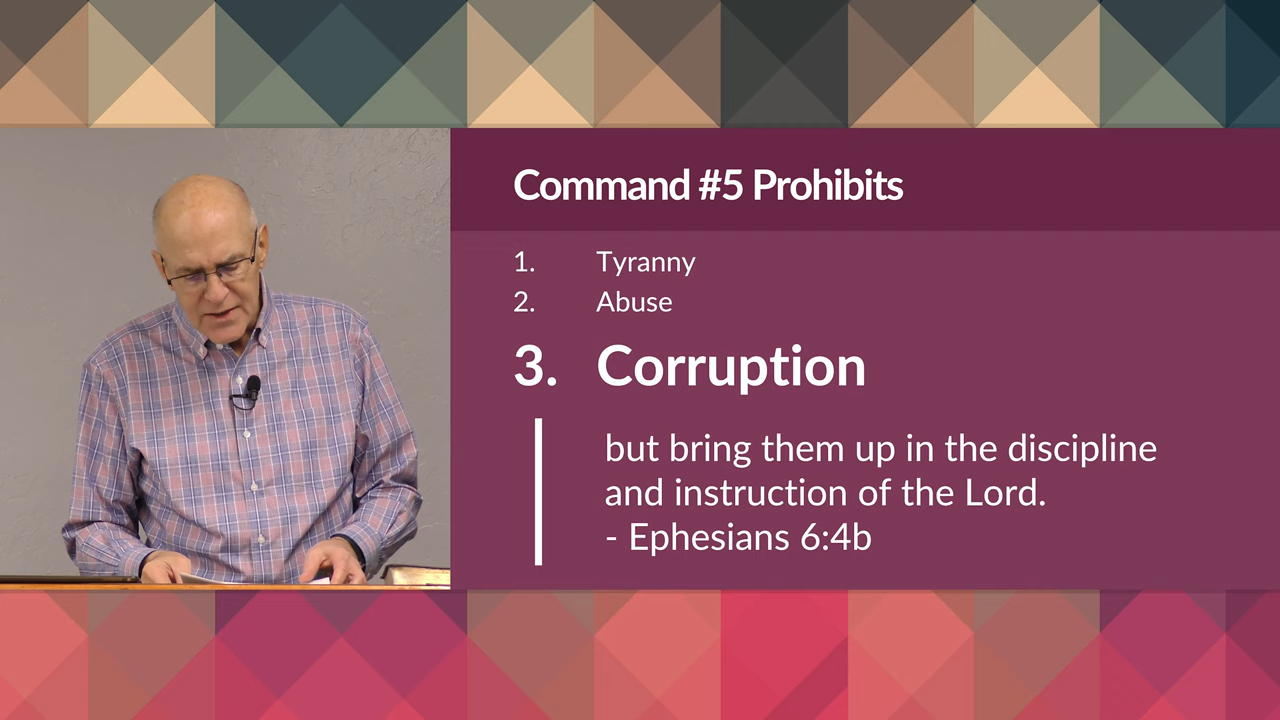 Command #5 Prohibits
1. Tyranny
2. Abuse
3. Corruption
but bring them up in the discipline
and instruction of the Lord.
- Ephesians 6:4b